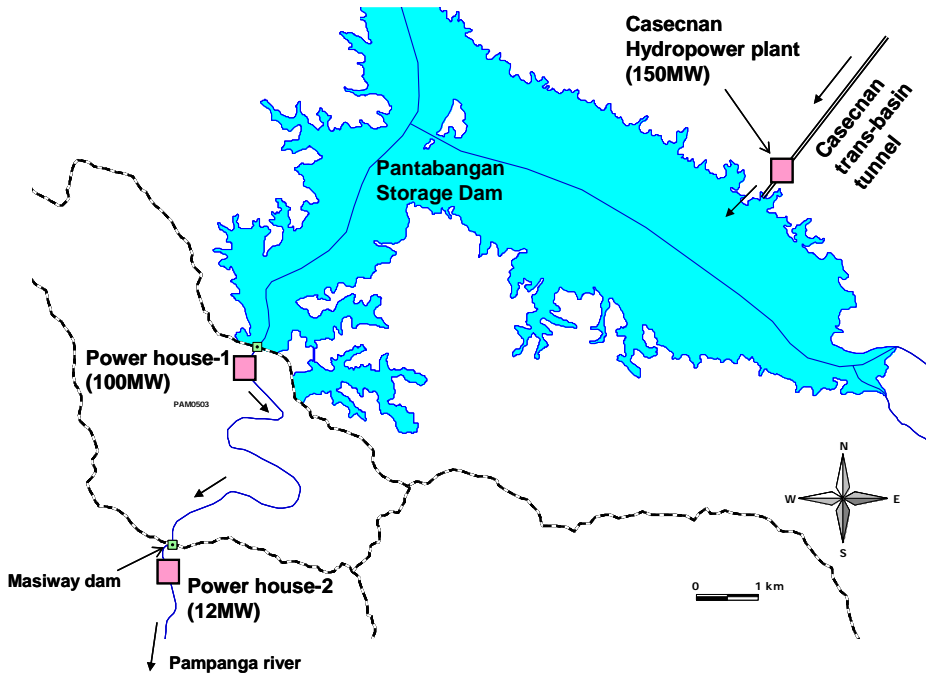 Casecnan
Hydropower plant
(150MW)
Casecnan
trans-basin
tunnel
Pantabangan
Storage Dam
Power house-1
(100MW)
PAM0503
N
W
E
S
Masiway dam
Power house-2
(12MW)
0
1 km
Pampanga river